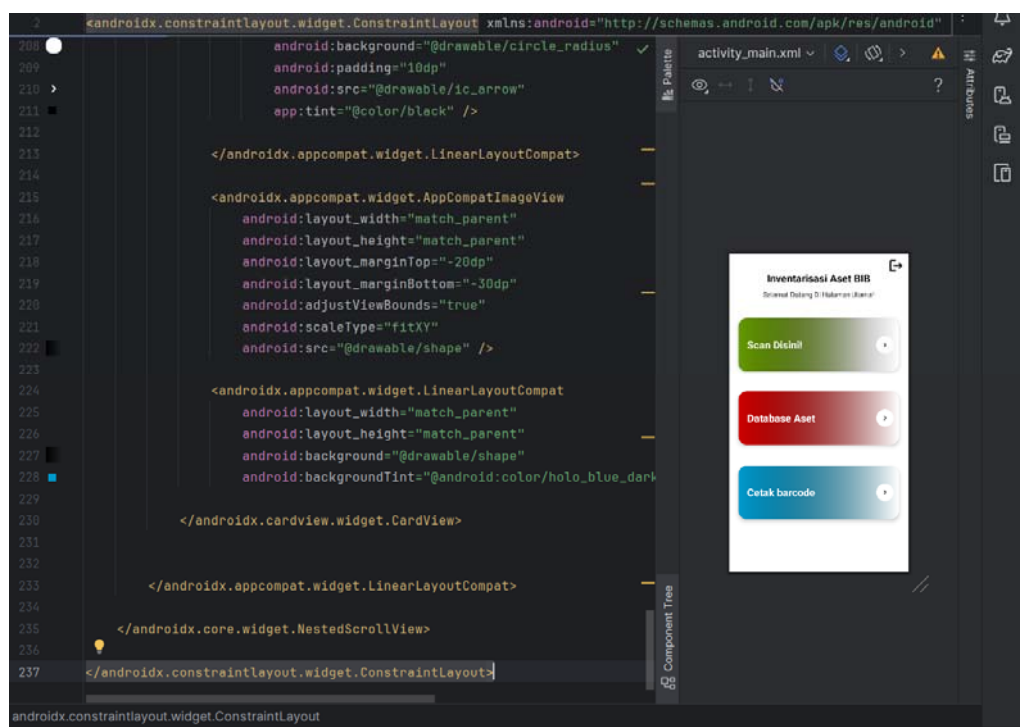 2 <androidx.constraintlayout.widget.ConstraintLayout xmlns:android="http://schemas.android.com/apk/res/android"
208 android:background="@drawable/circle_radius"
209 android:padding="10dp"
210 android:src="@drawable/ic_arrow"
211 app:tint="@color/black" />
212
213 </androidx.appcompat.widget.LinearLayoutCompat>
214
215 <androidx.appcompat.widget.AppCompatImageView
216 android:layout_width="match_parent"
217 android:layout_height="match_parent"
218 android:layout_marginTop="-20dp"
219 android:layout_marginBottom="-30dp"
220 android:adjustViewBounds="true"
221 android:scaleType="fitXY"
222 android:src="@drawable/shape" />
223
224 <androidx.appcompat.widget.LinearLayoutCompat
225 android:layout_width="match_parent"
226 android:layout_height="match_parent"
227 android:background="@drawable/shape"
228 android:backgroundTint="@android:color/holo_blue_dark
229
230 </androidx.cardview.widget.CardView>
231
232
233 </androidx.appcompat.widget.LinearLayoutCompat>
234
235 </androidx.core.widget.NestedScrollView>
236
237 </androidx.constraintlayout.widget.ConstraintLayout>
androidx.constraintlayout.widget.ConstraintLayout
Palette
Component Tree
activity_main.xml
?
Attributes
Inventarisasi Aset BIB
Selamat Datang Di Halaman Utama!
Scan Disini!
Database Aset
Cetak barcode